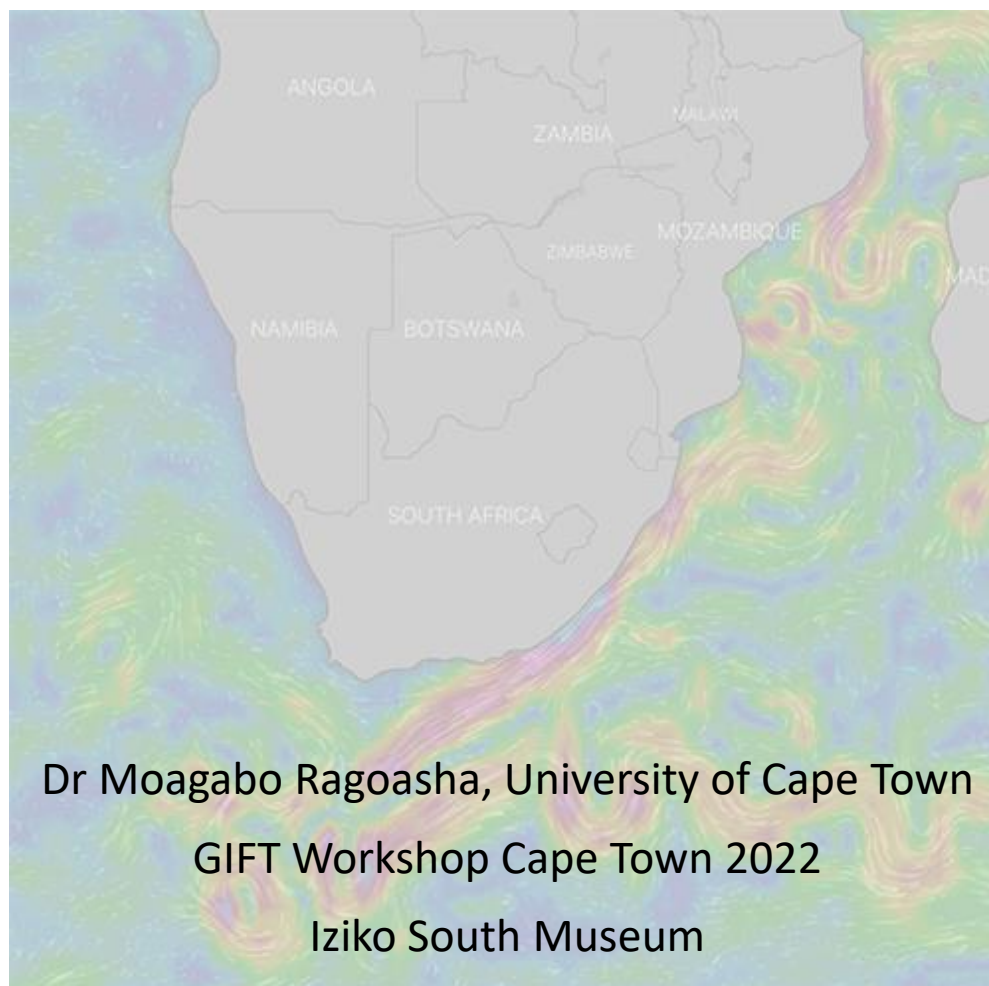 ANGOLA
MALAWI
ZAMBIA
MOZAMBIQUE
ZIMBABWE
MAD
NAMIBIA
BOTSWANA
SOUTH AFRICA
Dr Moagabo Ragoasha, University of Cape Town
GIFT Workshop Cape Town 2022
Iziko South Museum